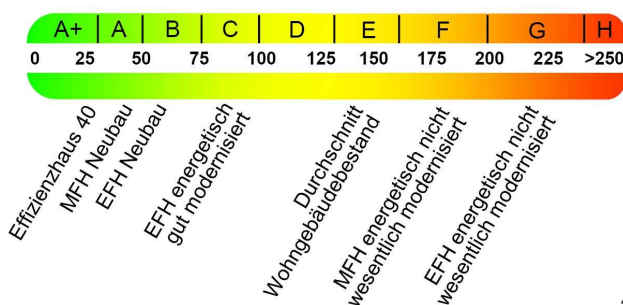 A+ A B C D E F G H
0 25 50 75 100 125 150 175 200 225 >250
Effizienzhaus 40
MFH Neubau
EFH Neubau
EFH energetisch
gut modernisiert
Durchschnitt
Wohngebäudebestand
MFH energetisch nicht
wesentlich modernisiert
EFH energetisch nicht
wesentlich modernisiert